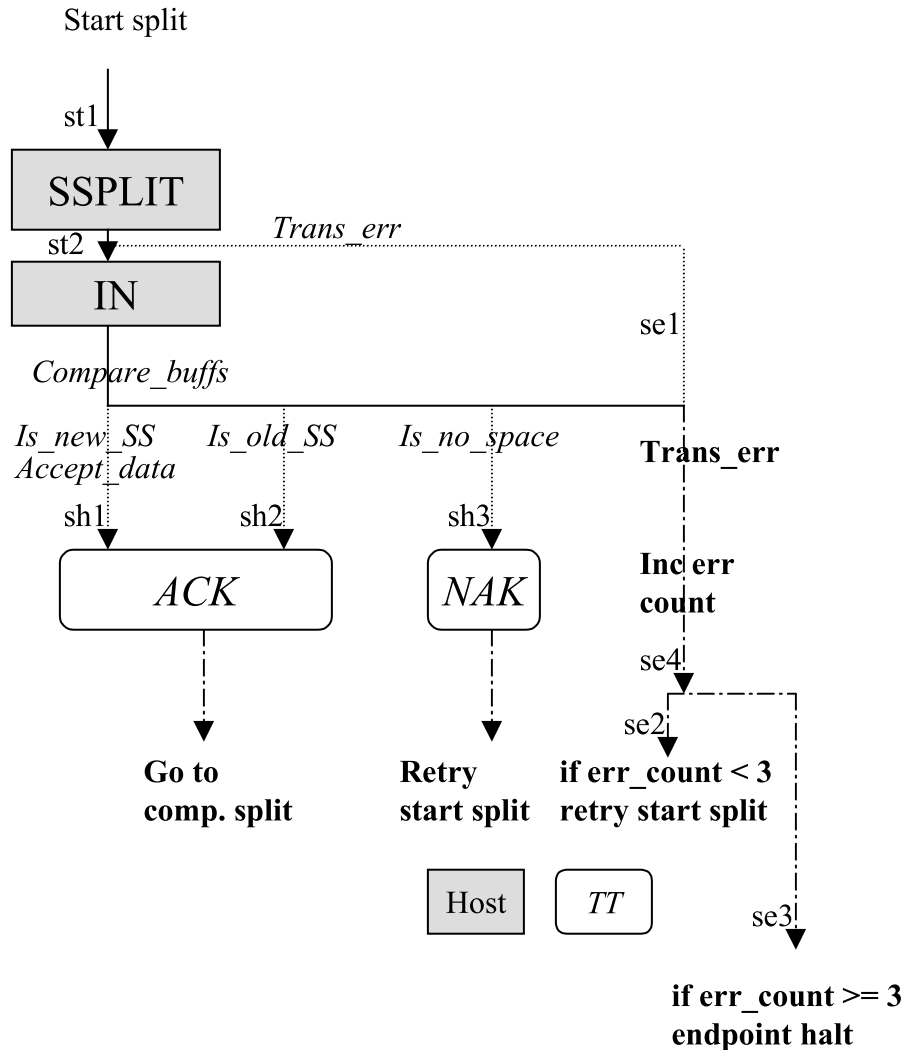 Start split
st1
SSPLIT
Trans_err
st2
IN
se1
Compare_buffs
Is_new_SS
Accept_data
Is_old_SS
Is_no_space
Trans_err
sh1
sh2
sh3
ACK
NAK
Inc err
count
se4
se2
Go to
comp. split
Retry
start split
if err_count < 3
retry start split
Host
TT
se3
if err_count >= 3
endpoint halt